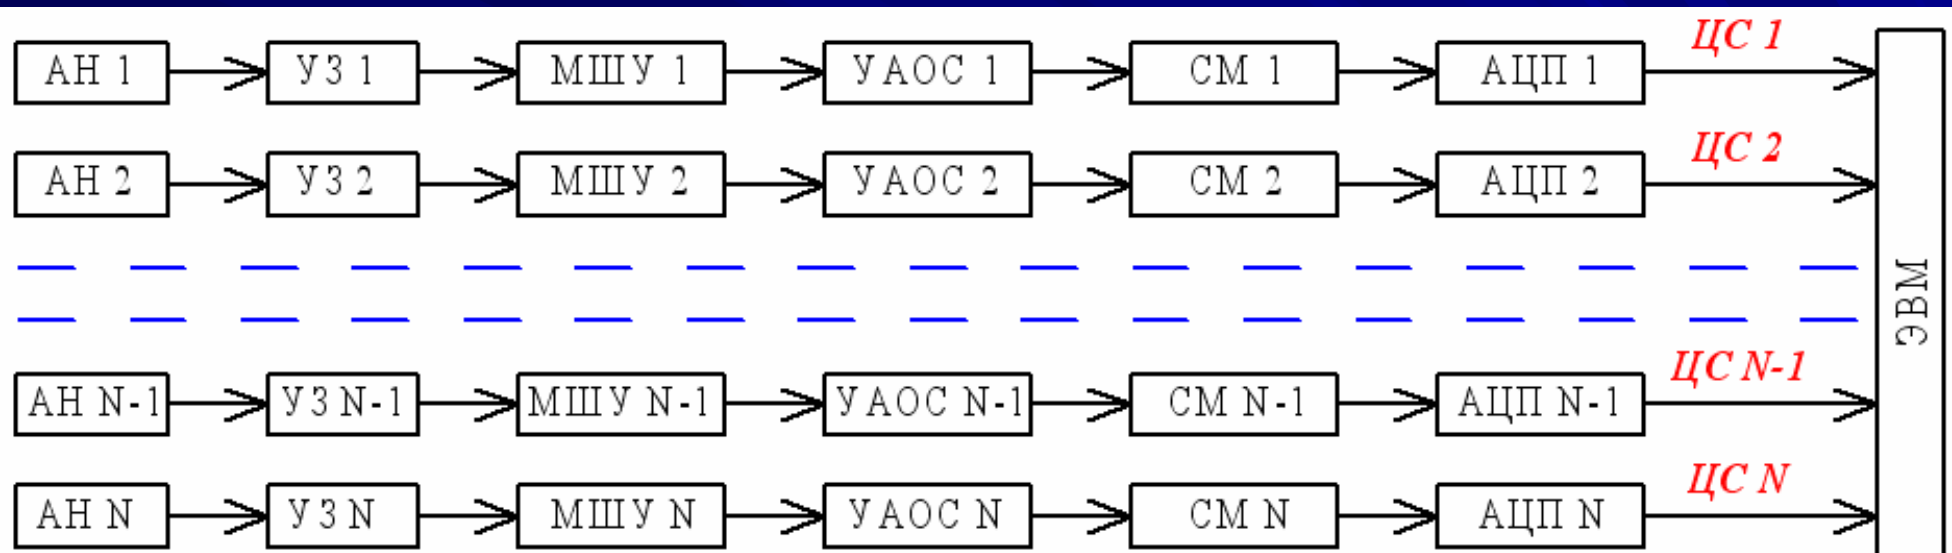 АН 1 УЗ 1 МШУ 1 УАОС 1 СМ 1 АЦП 1 ЦС 1
АН 2 УЗ 2 МШУ 2 УАОС 2 СМ 2 АЦП 2 ЦС 2
ЭВМ
АН N-1 УЗ N-1 МШУ N-1 УАОС N-1 СМ N-1 АЦП N-1 ЦС N-1
АН N УЗ N МШУ N УАОС N СМ N АЦП N ЦС N